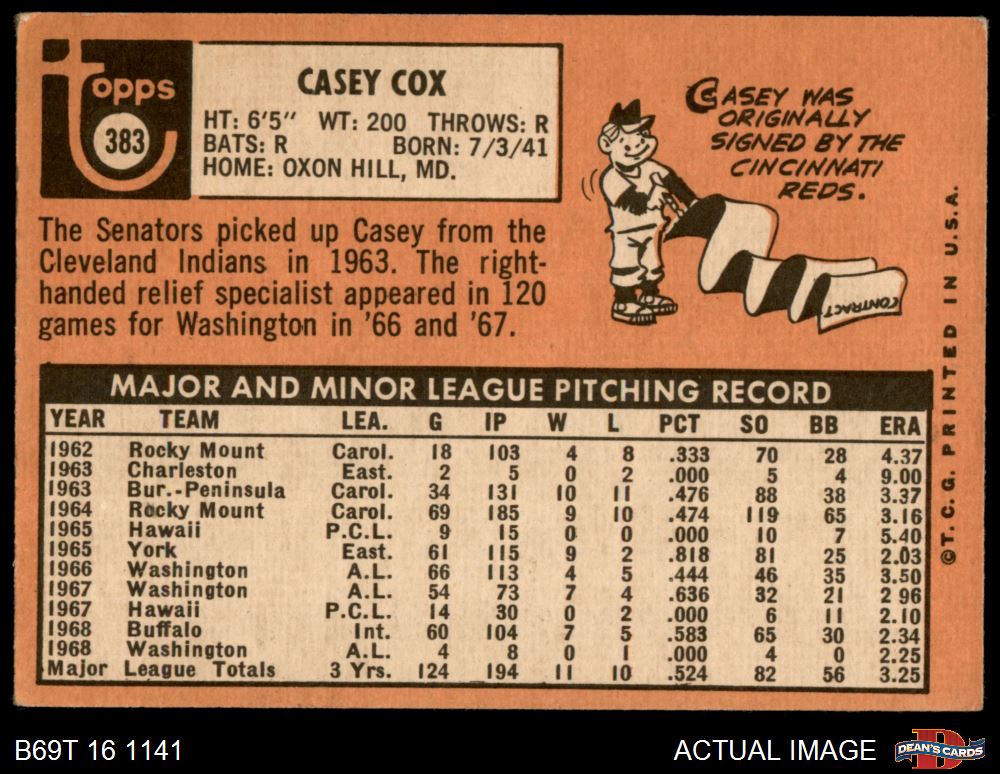 Topps
383
CASEY COX
HT: 6'5" WT: 200 THROWS: R
BATS: R BORN: 7/3/41
HOME: OXON HILL, MD.
CASEY WAS
ORIGINALLY
SIGNED BY THE
CINCINNATI
REDS.
CONTRACT
The Senators picked up Casey from the
Cleveland Indians in 1963. The right-
handed relief specialist appeared in 120
games for Washington in '66 and '67.
MAJOR AND MINOR LEAGUE PITCHING RECORD
YEAR TEAM LEA. G IP W L PCT SO BB ERA
1962 Rocky Mount Carol. 18 103 4 8 .333 70 28 4.37
1963 Charleston East. 2 5 0 2 .000 5 4 9.00
1963 Bur.-Peninsula Carol. 34 131 10 11 .476 88 38 3.37
1964 Rocky Mount Carol. 69 185 9 10 .474 119 65 3.16
1965 Hawaii P.C.L. 9 15 0 0 .000 10 7 5.40
1965 York East. 61 115 9 2 .818 81 25 2.03
1966 Washington A.L. 66 113 4 5 .444 46 35 3.50
1967 Washington A.L. 54 73 7 4 .636 32 21 2 96
1967 Hawaii P.C.L. 14 30 0 2 .000 6 11 2.10
1968 Buffalo Int. 60 104 7 5 .583 65 30 2.34
1968 Washington A.L. 4 8 0 1 .000 4 0 2.25
Major League Totals 3 Yrs. 124 194 11 10 .524 82 56 3.25
©T.C.G. PRINTED IN U.S.A.
B69T 16 1141
ACTUAL IMAGE
DEAN'S CARDS